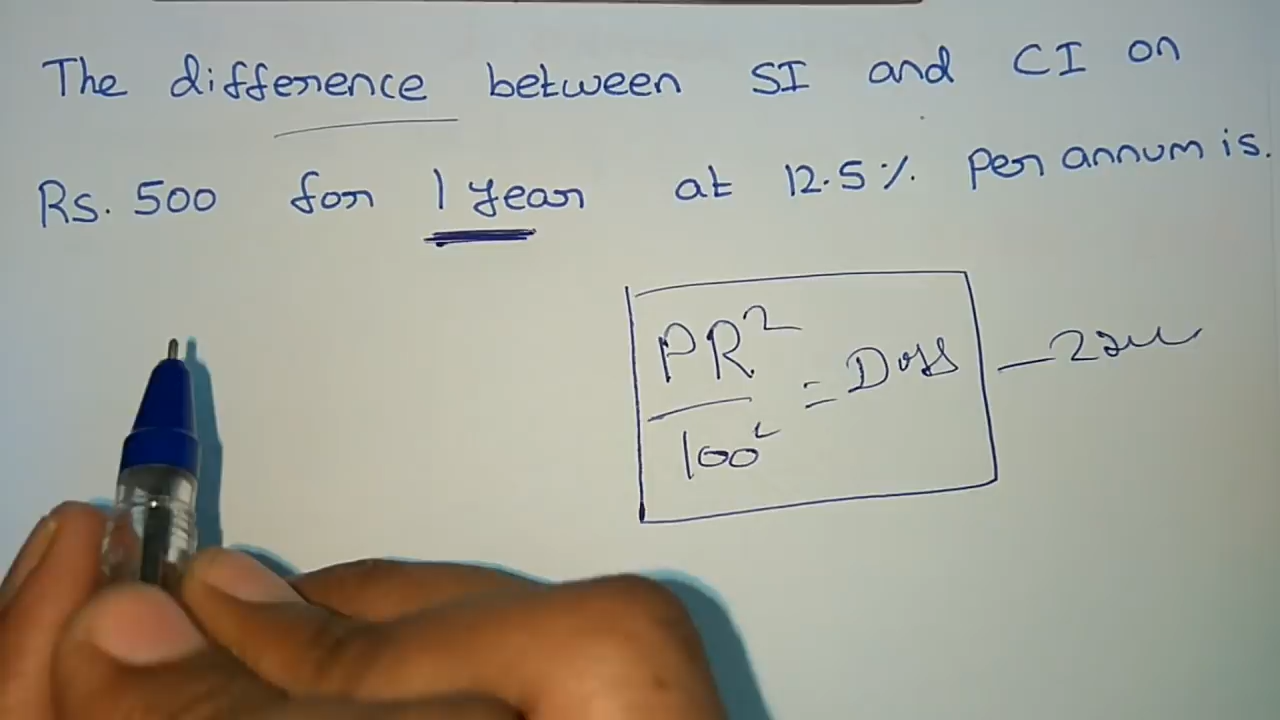 The difference between SI and CI on
Rs. 500 for 1 year at 12.5% per annum is.
PR²
= Diff
100²